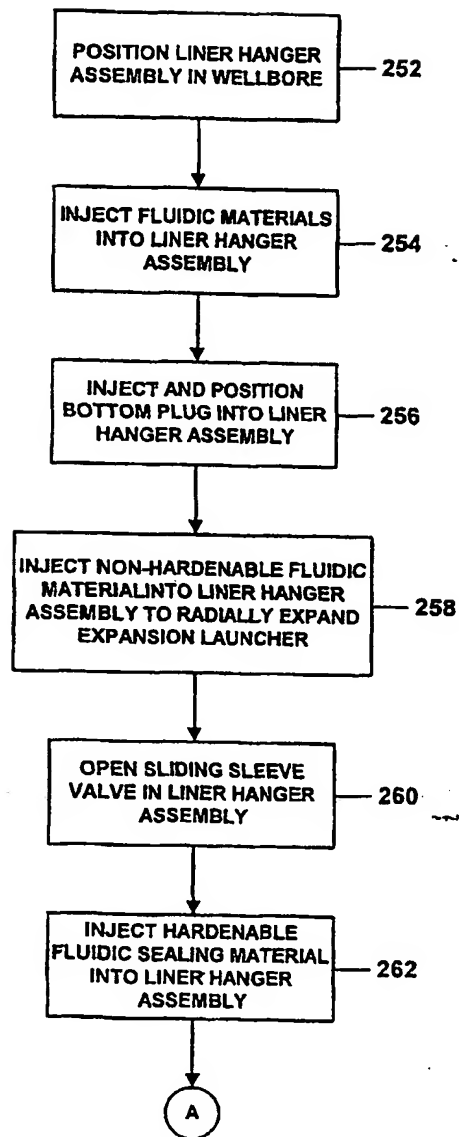 POSITION LINER HANGER
ASSEMBLY IN WELLBORE
252
INJECT FLUIDIC MATERIALS
INTO LINER HANGER
ASSEMBLY
254
INJECT AND POSITION
BOTTOM PLUG INTO LINER
HANGER ASSEMBLY
256
INJECT NON-HARDENABLE FLUIDIC
MATERIALINTO LINER HANGER
ASSEMBLY TO RADIALLY EXPAND
EXPANSION LAUNCHER
258
OPEN SLIDING SLEEVE
VALVE IN LINER HANGER
ASSEMBLY
260
INJECT HARDENABLE
FLUIDIC SEALING MATERIAL
INTO LINER HANGER
ASSEMBLY
262
A